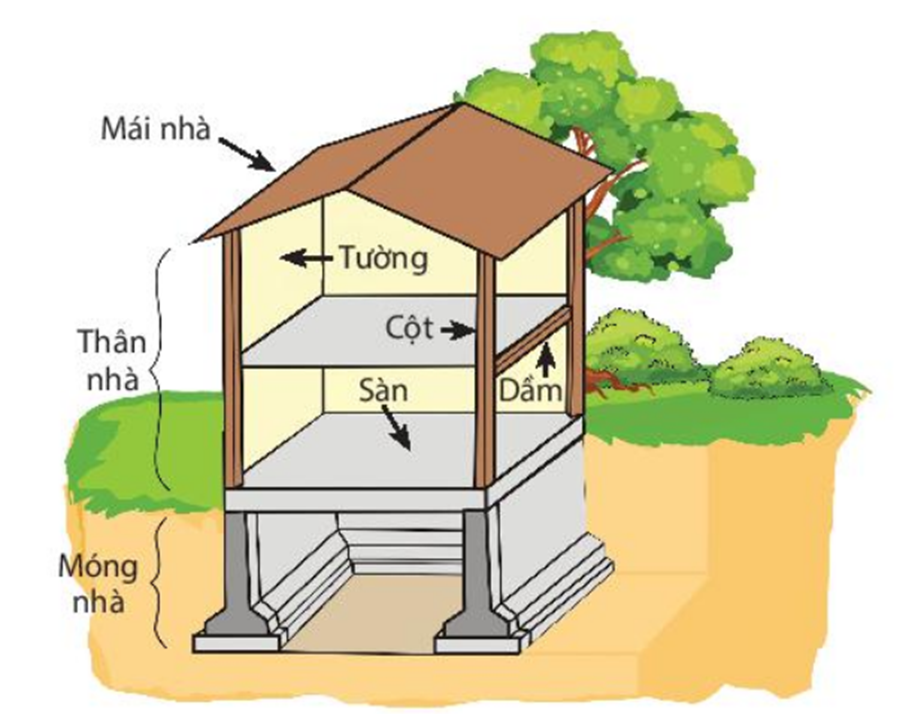 Mái nhà
Tường
Cột
Thân
nhà
Sàn
Dầm
Móng
nhà